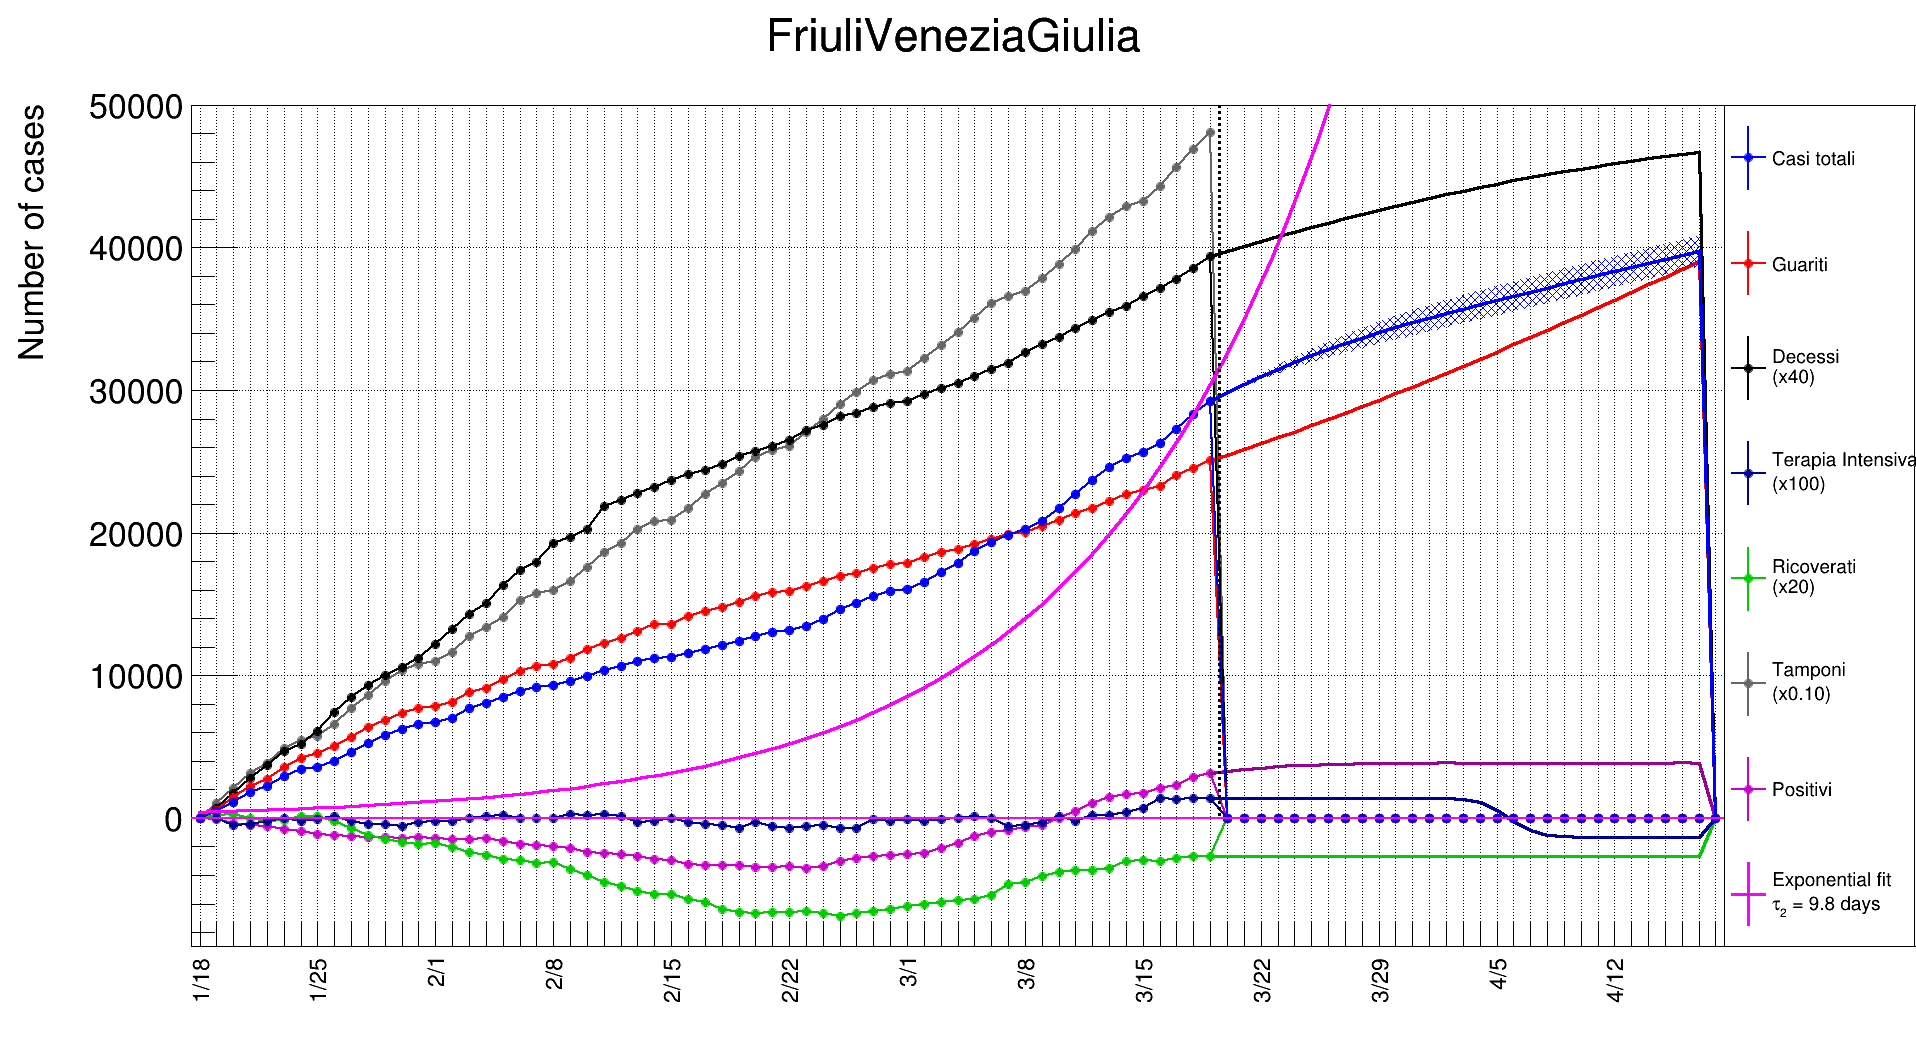 FriuliVeneziaGiulia
Number of cases
50000
40000
30000
20000
10000
0
1/18
1/25
2/1
2/8
2/15
2/22
3/1
3/8
3/15
3/22
3/29
4/5
4/12
Casi totali
Guariti
Decessi
(x40)
Terapia Intensiva
(x100)
Ricoverati
(x20)
Tamponi
(x0.10)
Positivi
Exponential fit
τ2 = 9.8 days